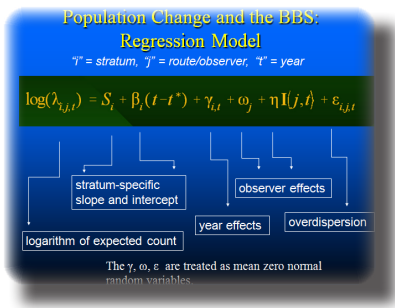 Population Change and the BBS:
Regression Model
“i” = stratum, “j” = route/observer, “t” = year
log(λi,j,t) = Si + βi(t−t*) + γi,t + ωj + ηI(j,t) + εi,j,t
stratum-specific
slope and intercept
observer effects
year effects
overdispersion
logarithm of expected count
The γ, ω, ε are treated as mean zero normal
random variables.